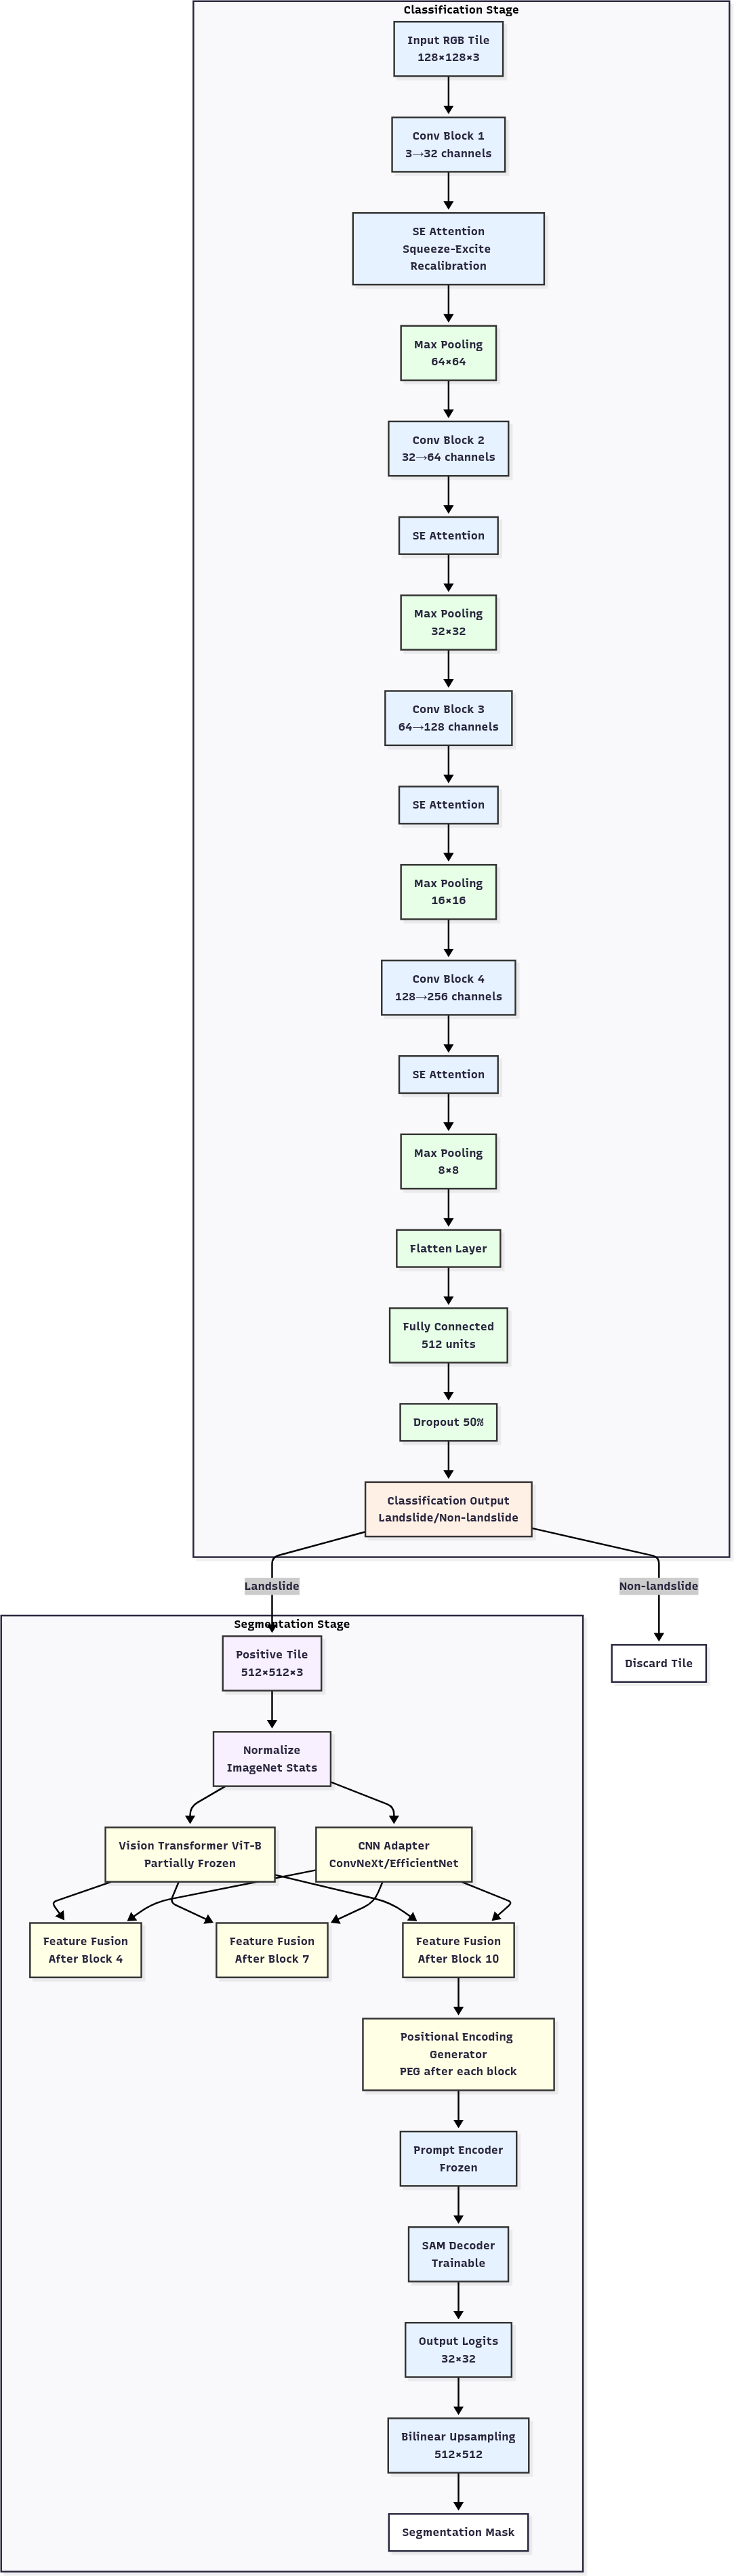 Classification Stage
Input RGB Tile
128×128×3
Conv Block 1
3→32 channels
SE Attention
Squeeze-Excite
Recalibration
Max Pooling
64×64
Conv Block 2
32→64 channels
SE Attention
Max Pooling
32×32
Conv Block 3
64→128 channels
SE Attention
Max Pooling
16×16
Conv Block 4
128→256 channels
SE Attention
Max Pooling
8×8
Flatten Layer
Fully Connected
512 units
Dropout 50%
Classification Output
Landslide/Non-landslide
Landslide
Non-landslide
Segmentation Stage
Positive Tile
512×512×3
Discard Tile
Normalize
ImageNet Stats
Vision Transformer ViT-B
Partially Frozen
CNN Adapter
ConvNeXt/EfficientNet
Feature Fusion
After Block 4
Feature Fusion
After Block 7
Feature Fusion
After Block 10
Positional Encoding
Generator
PEG after each block
Prompt Encoder
Frozen
SAM Decoder
Trainable
Output Logits
32×32
Bilinear Upsampling
512×512
Segmentation Mask